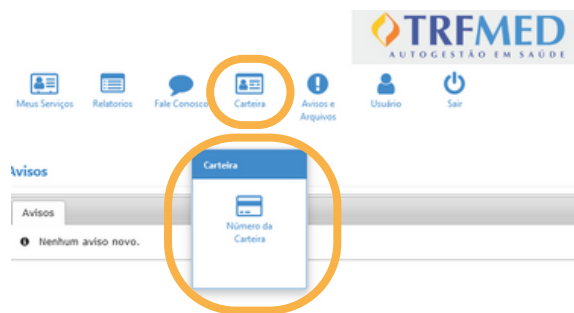 TRFMED
AUTOGESTÃO EM SAÚDE
Meus Serviços
Relatorios
Fale Conosco
Carteira
Avisos e
Arquivos
Usuário
Sair
Avisos
Carteira
Número da
Carteira
Avisos
Nenhum aviso novo.